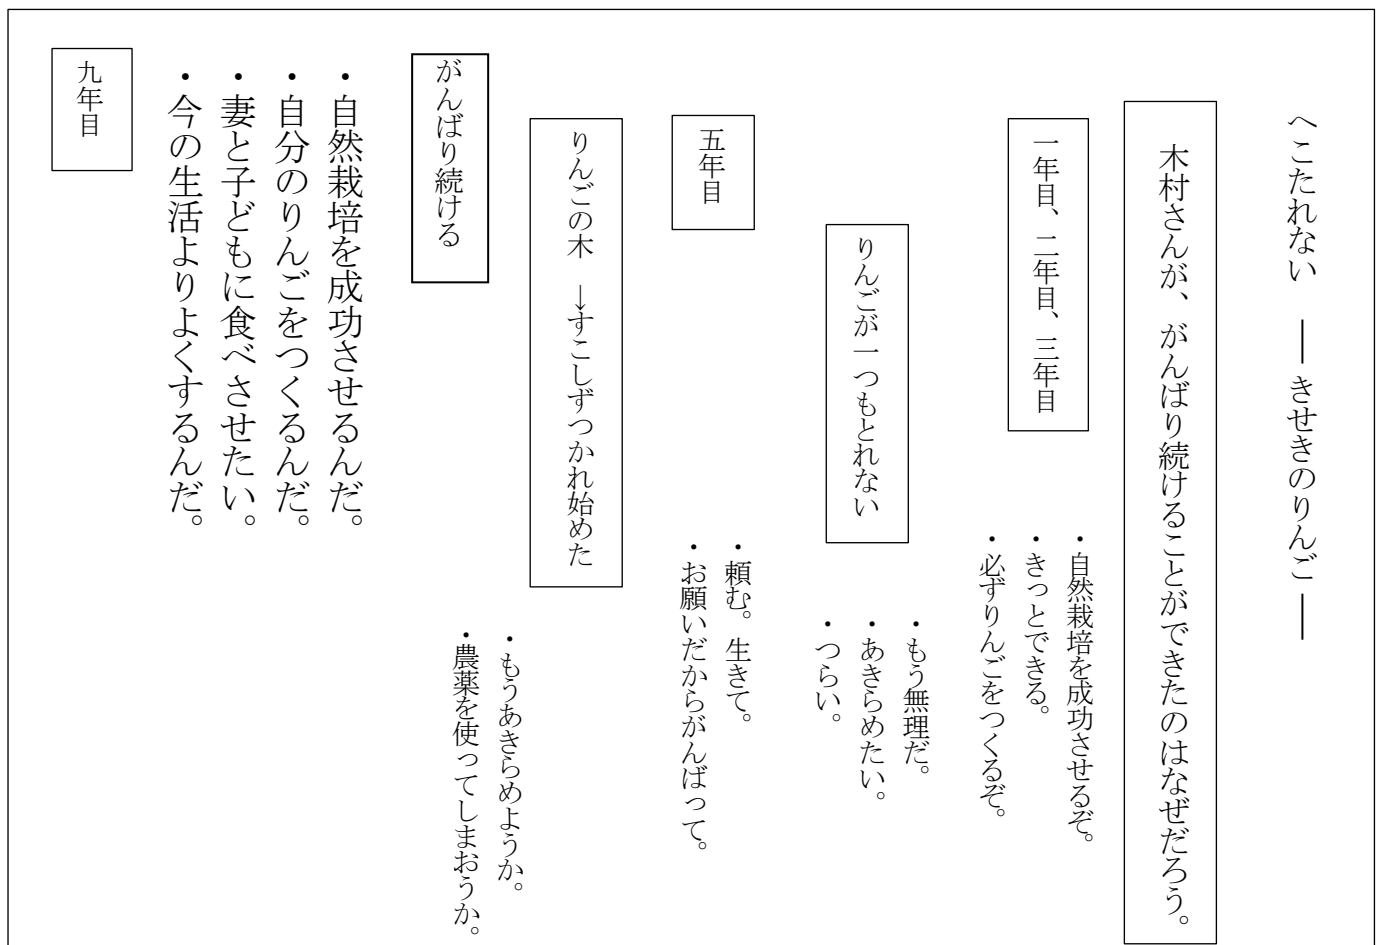 へこたれない ―きせきのりんご―
木村さんが、がんばり続けることができたのはなぜだろう。
一年目、二年目、三年目
・自然栽培を成功させるぞ。
・きっとできる。
・必ずりんごをつくるぞ。
りんごが一つもとれない
・もう無理だ。
・あきらめたい。
・つらい。
五年目
・頼む。生きて。
・お願いだからがんばって。
りんごの木 →すこしずつかれ始めた
・もうあきらめようか。
・農薬を使ってしまおうか。
がんばり続ける
・自然栽培を成功させるんだ。
・自分のりんごをつくるんだ。
・妻と子どもに食べさせたい。
・今の生活よりよくするんだ。
九年目